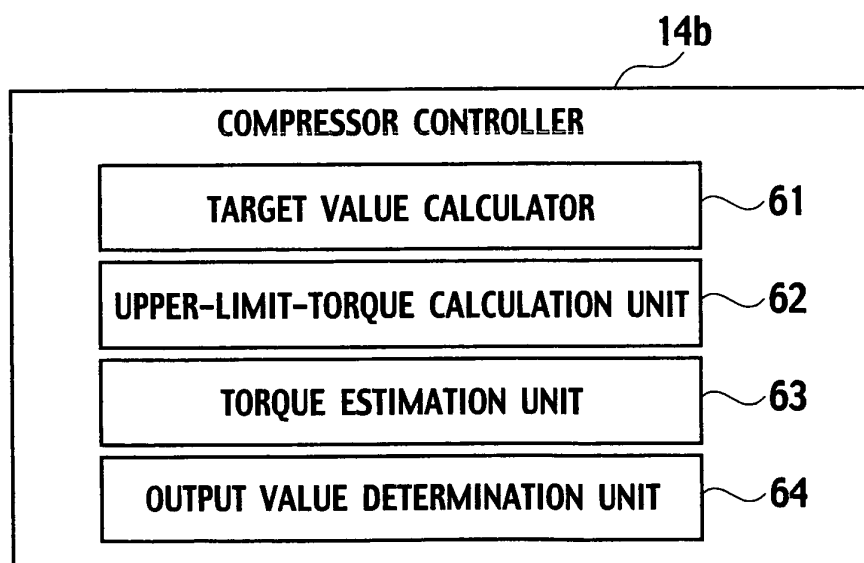 14b
COMPRESSOR CONTROLLER
TARGET VALUE CALCULATOR 61
UPPER-LIMIT-TORQUE CALCULATION UNIT 62
TORQUE ESTIMATION UNIT 63
OUTPUT VALUE DETERMINATION UNIT 64